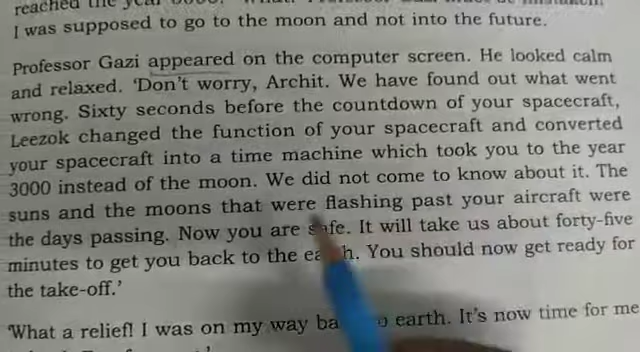 reached the year
I was supposed to go to the moon and not into the future.
Professor Gazi appeared on the computer screen. He looked calm
and relaxed. 'Don't worry, Archit. We have found out what went
wrong. Sixty seconds before the countdown of your spacecraft,
Leezok changed the function of your spacecraft and converted
your spacecraft into a time machine which took you to the year
3000 instead of the moon. We did not come to know about it. The
suns and the moons that were flashing past your aircraft were
the days passing. Now you are safe. It will take us about forty-five
minutes to get you back to the earth. You should now get ready for
the take-off.'
'What a relief! I was on my way ba o earth. It's now time for me